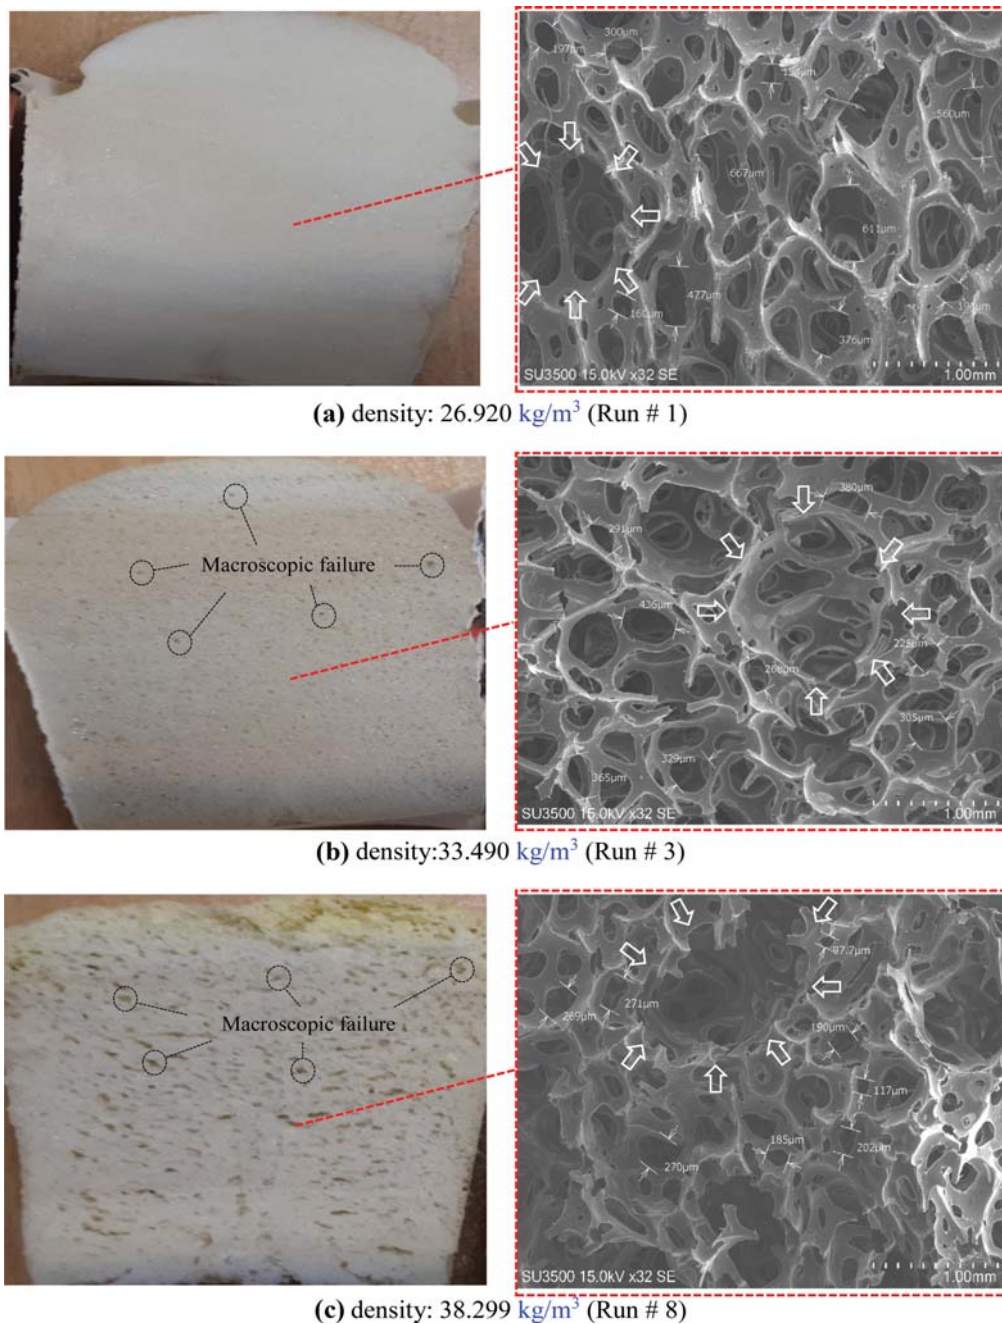 197µm
300µm
560µm
667µm
611µm
477µm
160µm
376µm
SU3500 15.0kV x32 SE
1.00mm
(a) density: 26.920 kg/m³ (Run # 1)
Macroscopic failure
380µm
291µm
436µm
225µm
268µm
305µm
329µm
365µm
SU3500 15.0kV x32 SE
1.00mm
(b) density:33.490 kg/m³ (Run # 3)
Macroscopic failure
97.7µm
271µm
269µm
190µm
117µm
185µm
202µm
270µm
SU3500 15.0kV x32 SE
1.00mm
(c) density: 38.299 kg/m³ (Run # 8)